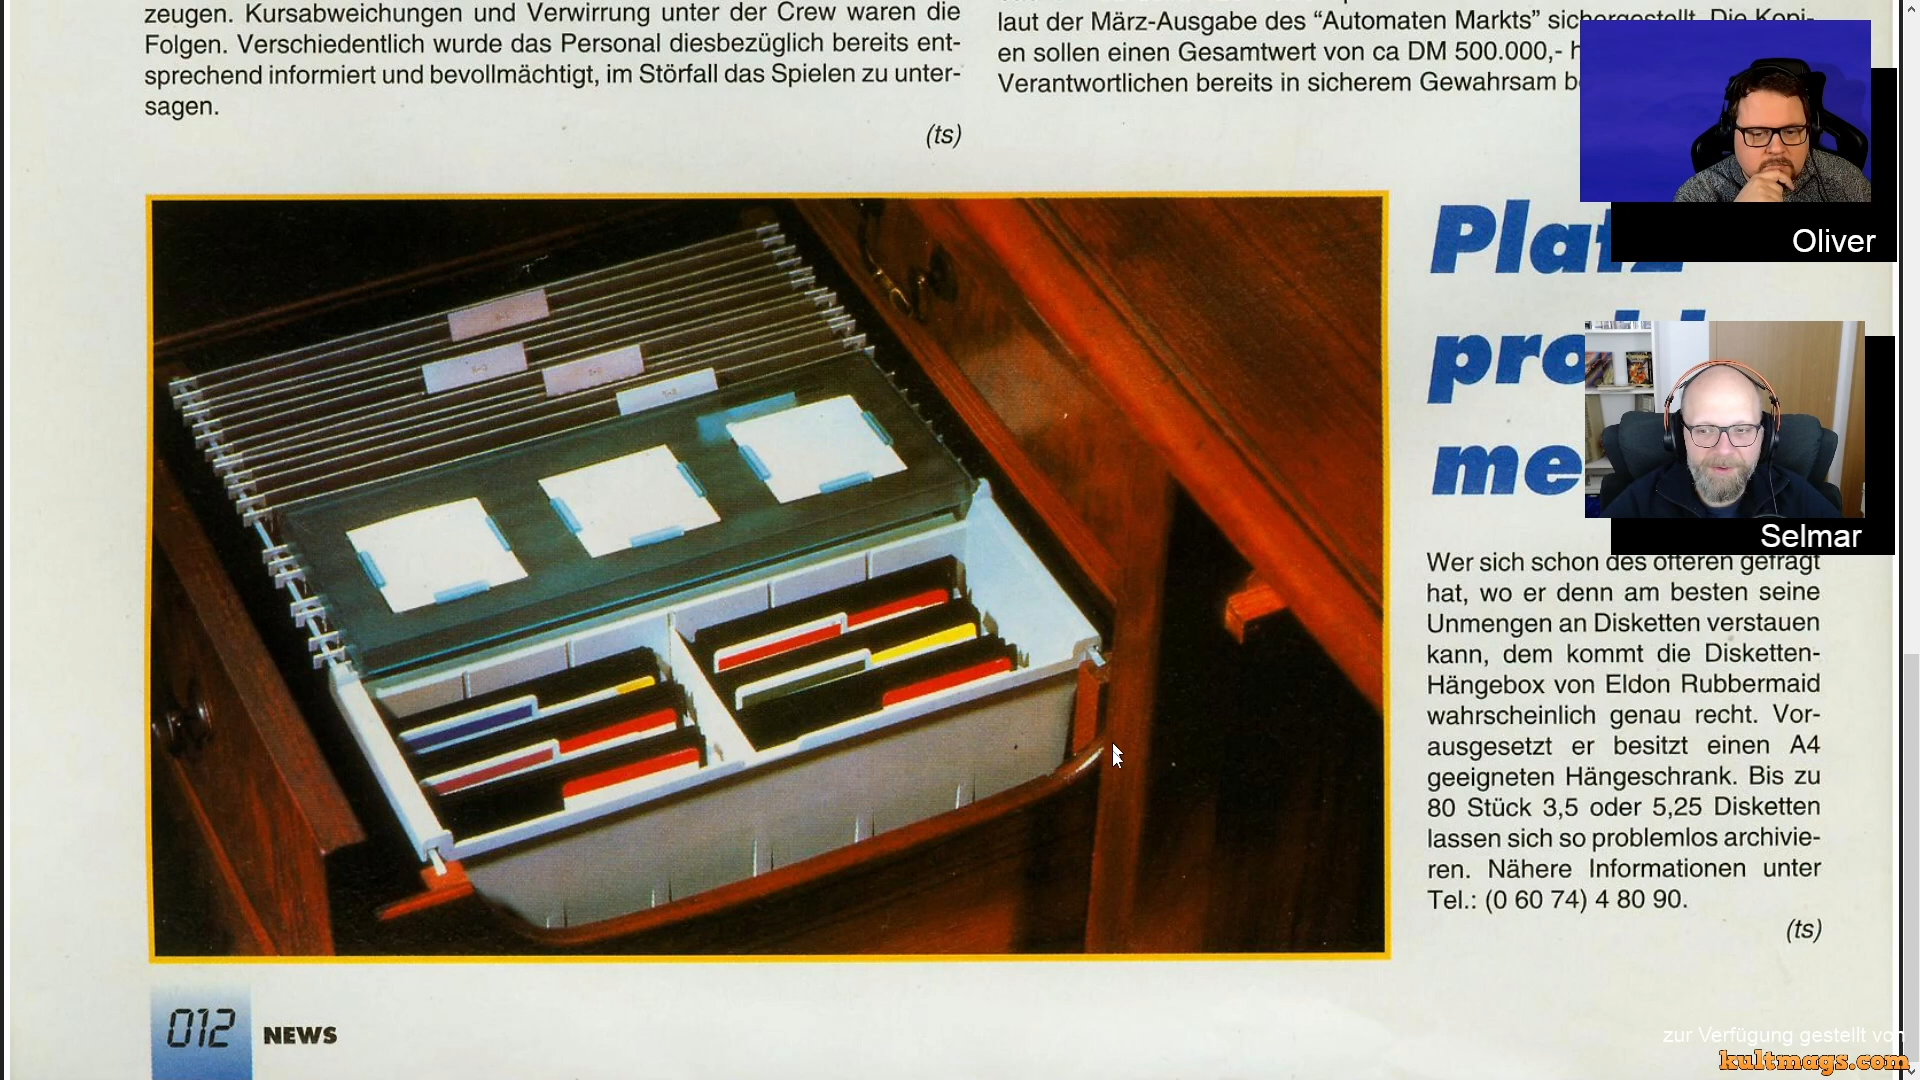 zeugen. Kursabweichungen und Verwirrung unter der Crew waren die
Folgen. Verschiedentlich wurde das Personal diesbezüglich bereits ent-
sprechend informiert und bevollmächtigt, im Störfall das Spielen zu unter-
sagen.
(ts)
laut der März-Ausgabe des “Automaten Markts” sichergestellt. Die Kopi-
en sollen einen Gesamtwert von ca DM 500.000,-
Verantwortlichen bereits in sicherem Gewahrsam
Oliver
Platz
pro
me
Selmar
Wer sich schon des öfteren gefragt
hat, wo er denn am besten seine
Unmengen an Disketten verstauen
kann, dem kommt die Disketten-
Hängebox von Eldon Rubbermaid
wahrscheinlich genau recht. Vor-
ausgesetzt er besitzt einen A4
geeigneten Hängeschrank. Bis zu
80 Stück 3,5 oder 5,25 Disketten
lassen sich so problemlos archivie-
ren. Nähere Informationen unter
Tel.: (0 60 74) 4 80 90.
(ts)
012 NEWS
zur Verfügung gestellt von
kultmags.com